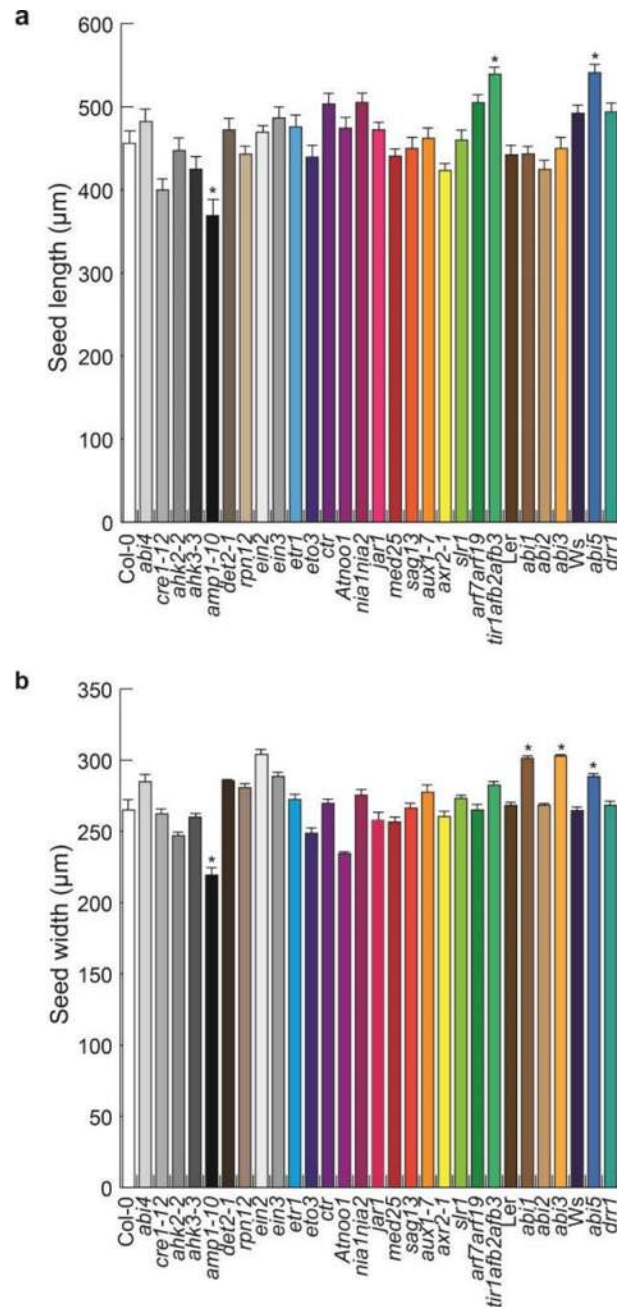 a
600
500
400
300
200
100
0
Seed length (µm)
* * *
Col-0 abi4 cre1-12 ahk2-2 ahk3-3 amp1-10 det2-1 rpn12 ein2 ein3 etr1 eto3 ctr Atnoo1 nia1nia2 jar1 med25 sag13 aux1-7 axr2-1 slr1 arf7arf19 tir1afb2afb3 Ler abi1 abi2 abi3 Ws abi5 drr1
b
350
300
250
200
150
100
50
0
Seed width (µm)
* * * *
Col-0 abi4 cre1-12 ahk2-2 ahk3-3 amp1-10 det2-1 rpn12 ein2 ein3 etr1 eto3 ctr Atnoo1 nia1nia2 jar1 med25 sag13 aux1-7 axr2-1 slr1 arf7arf19 tir1afb2afb3 Ler abi1 abi2 abi3 Ws abi5 drr1